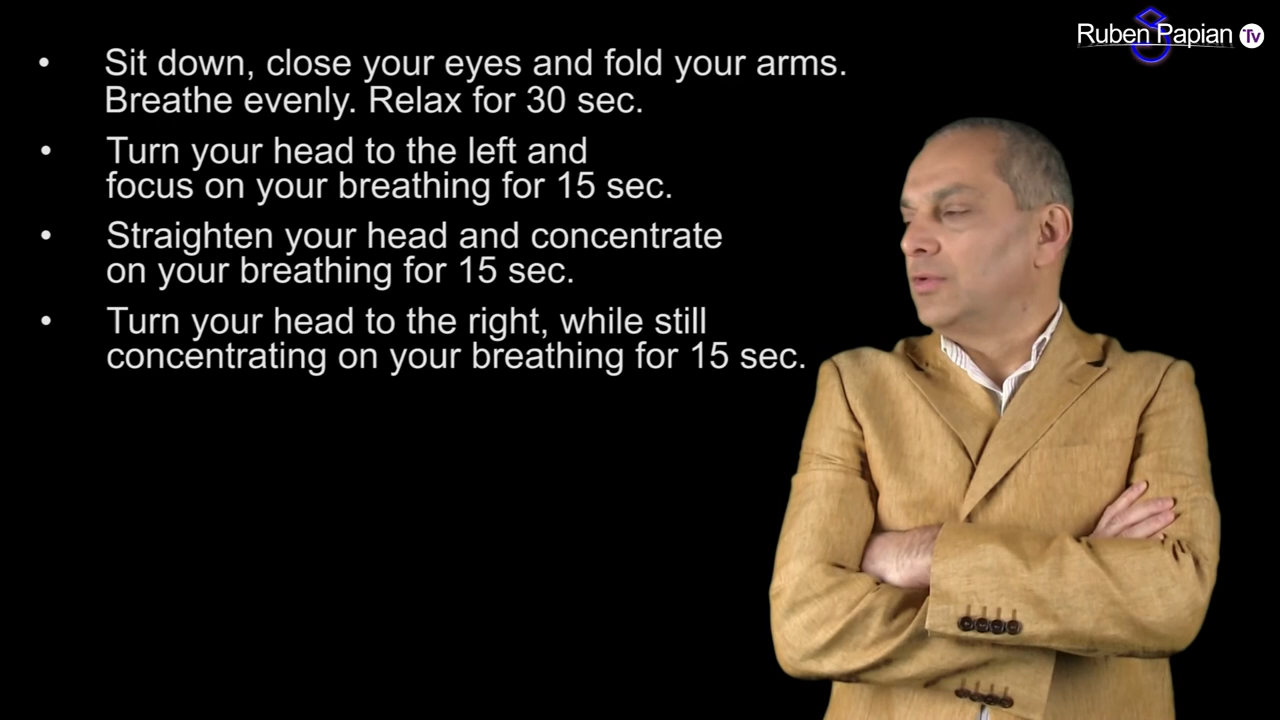 Ruben Papian Tv
• Sit down, close your eyes and fold your arms.
Breathe evenly. Relax for 30 sec.
• Turn your head to the left and
focus on your breathing for 15 sec.
• Straighten your head and concentrate
on your breathing for 15 sec.
• Turn your head to the right, while still
concentrating on your breathing for 15 sec.